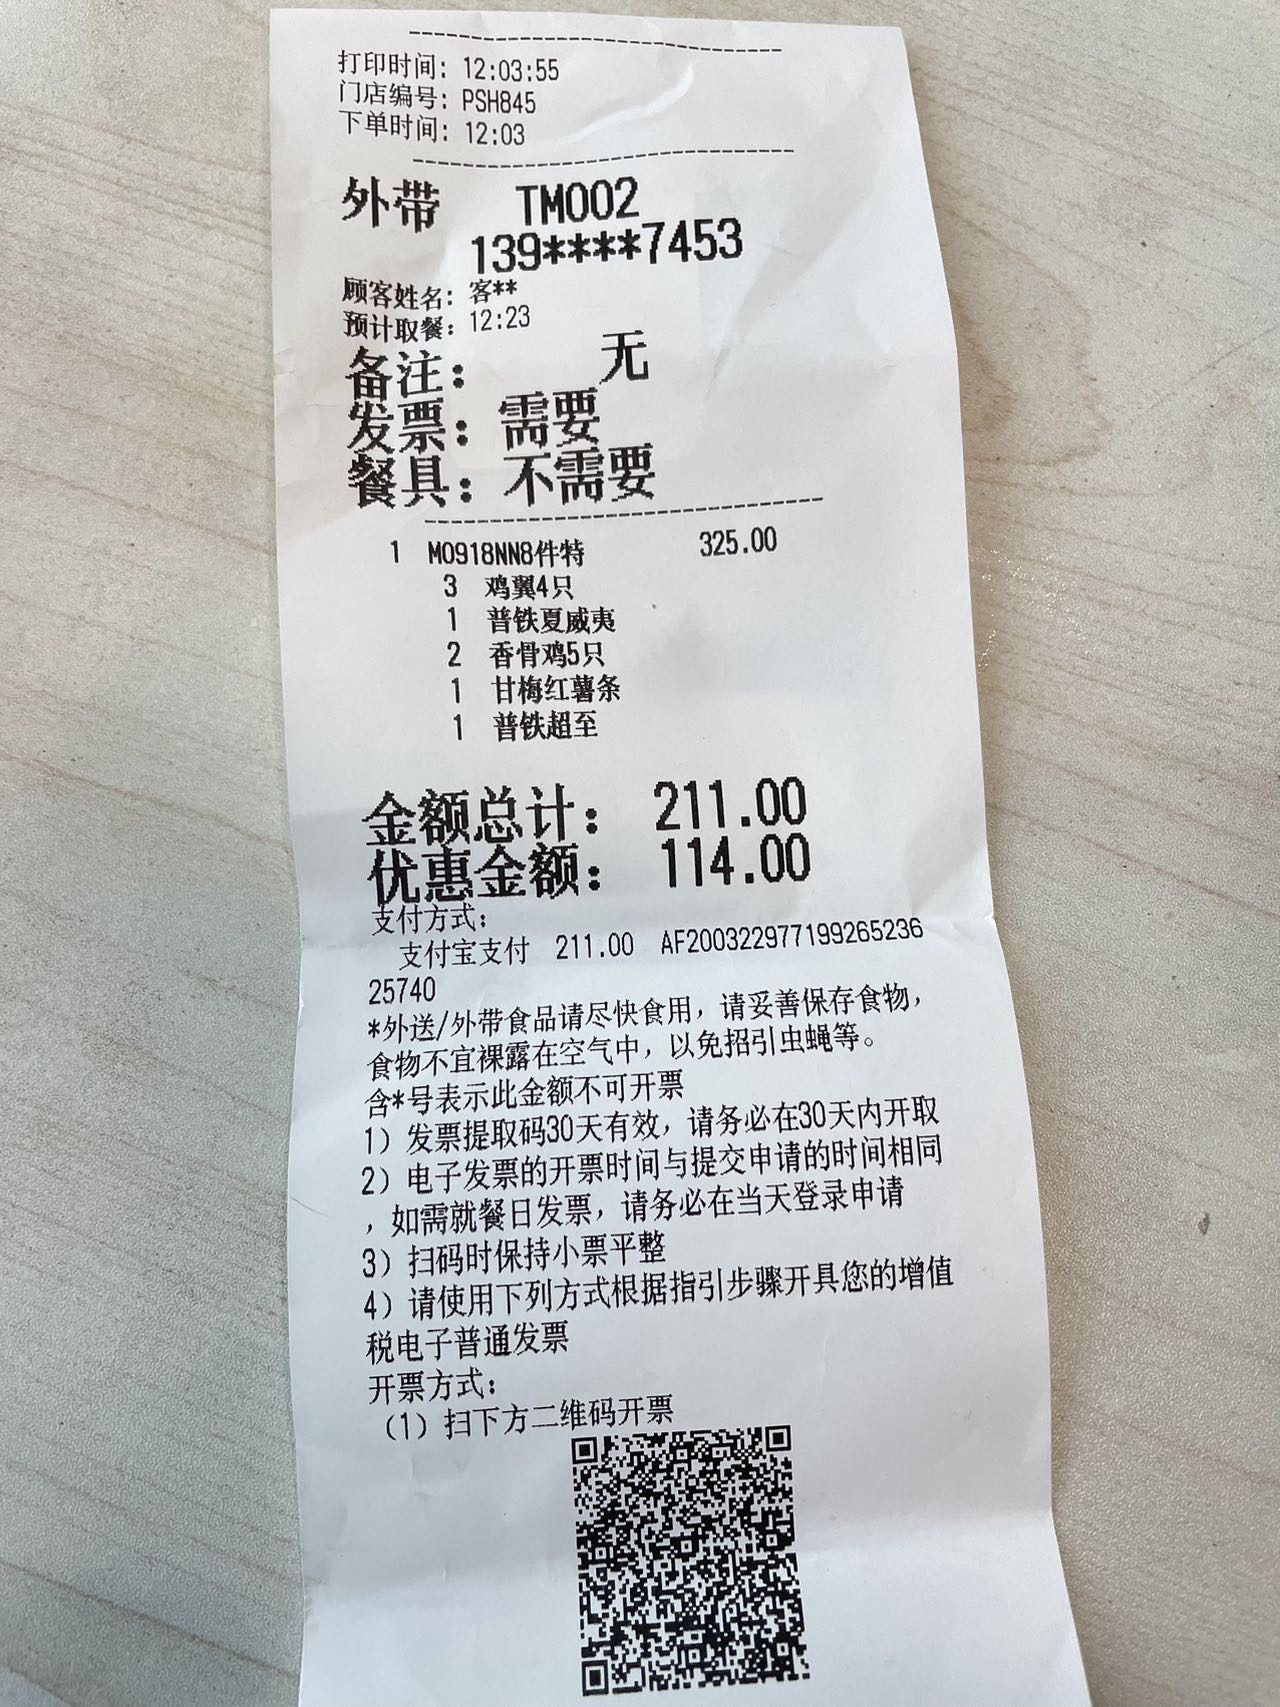 打印时间: 12:03:55
门店编号: PSH845
下单时间: 12:03
外带 TM002
139****7453
顾客姓名: 客**
预计取餐: 12:23
备注: 无
发票: 需要
餐具: 不需要
1 M0918NN8件特 325.00
3 鸡翼4只
1 普铁夏威夷
2 香骨鸡5只
1 甘梅红薯条
1 普铁超至
金额总计: 211.00
优惠金额: 114.00
支付方式:
支付宝支付 211.00 AF200322977199265236
25740
*外送/外带食品请尽快食用，请妥善保存食物，
食物不宜裸露在空气中，以免招引虫蝇等。
含*号表示此金额不可开票
1）发票提取码30天有效，请务必在30天内开取
2）电子发票的开票时间与提交申请的时间相同
，如需就餐日发票，请务必在当天登录申请
3）扫码时保持小票平整
4）请使用下列方式根据指引步骤开具您的增值
税电子普通发票
开票方式:
（1）扫下方二维码开票